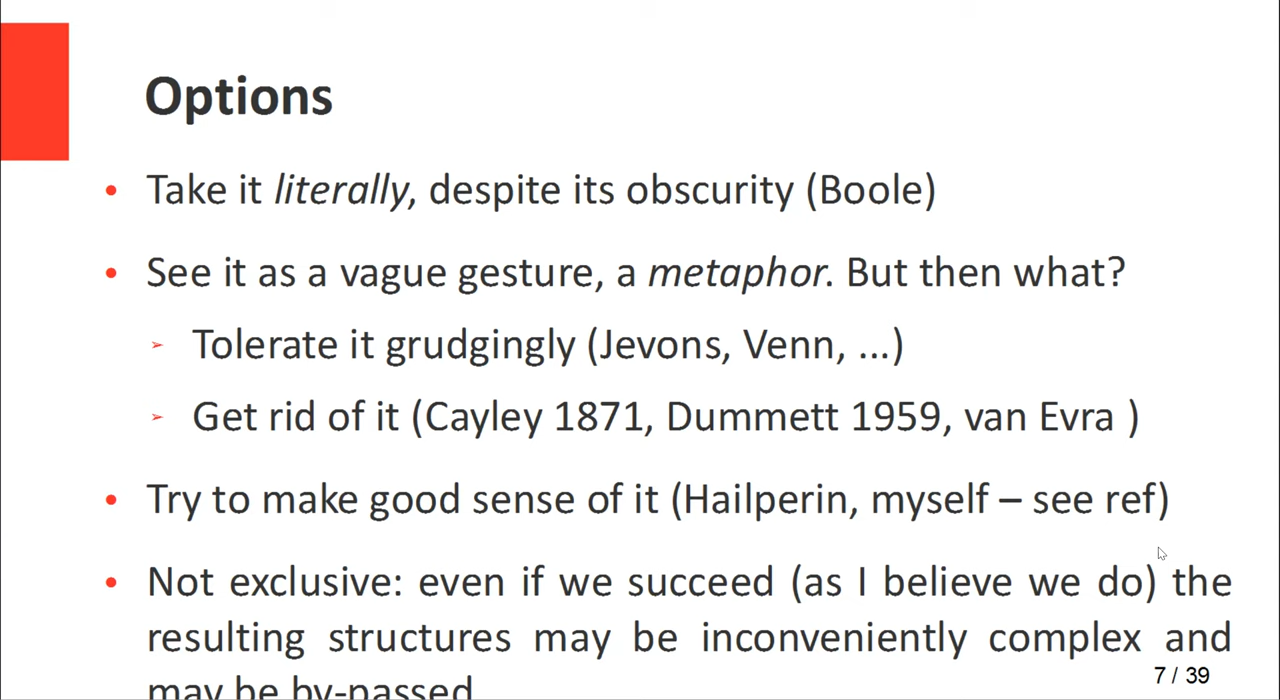 Options
• Take it literally, despite its obscurity (Boole)
• See it as a vague gesture, a metaphor. But then what?
➢ Tolerate it grudgingly (Jevons, Venn, ...)
➢ Get rid of it (Cayley 1871, Dummett 1959, van Evra )
• Try to make good sense of it (Hailperin, myself – see ref)
• Not exclusive: even if we succeed (as I believe we do) the
resulting structures may be inconveniently complex and
may be by-passed
7 / 39